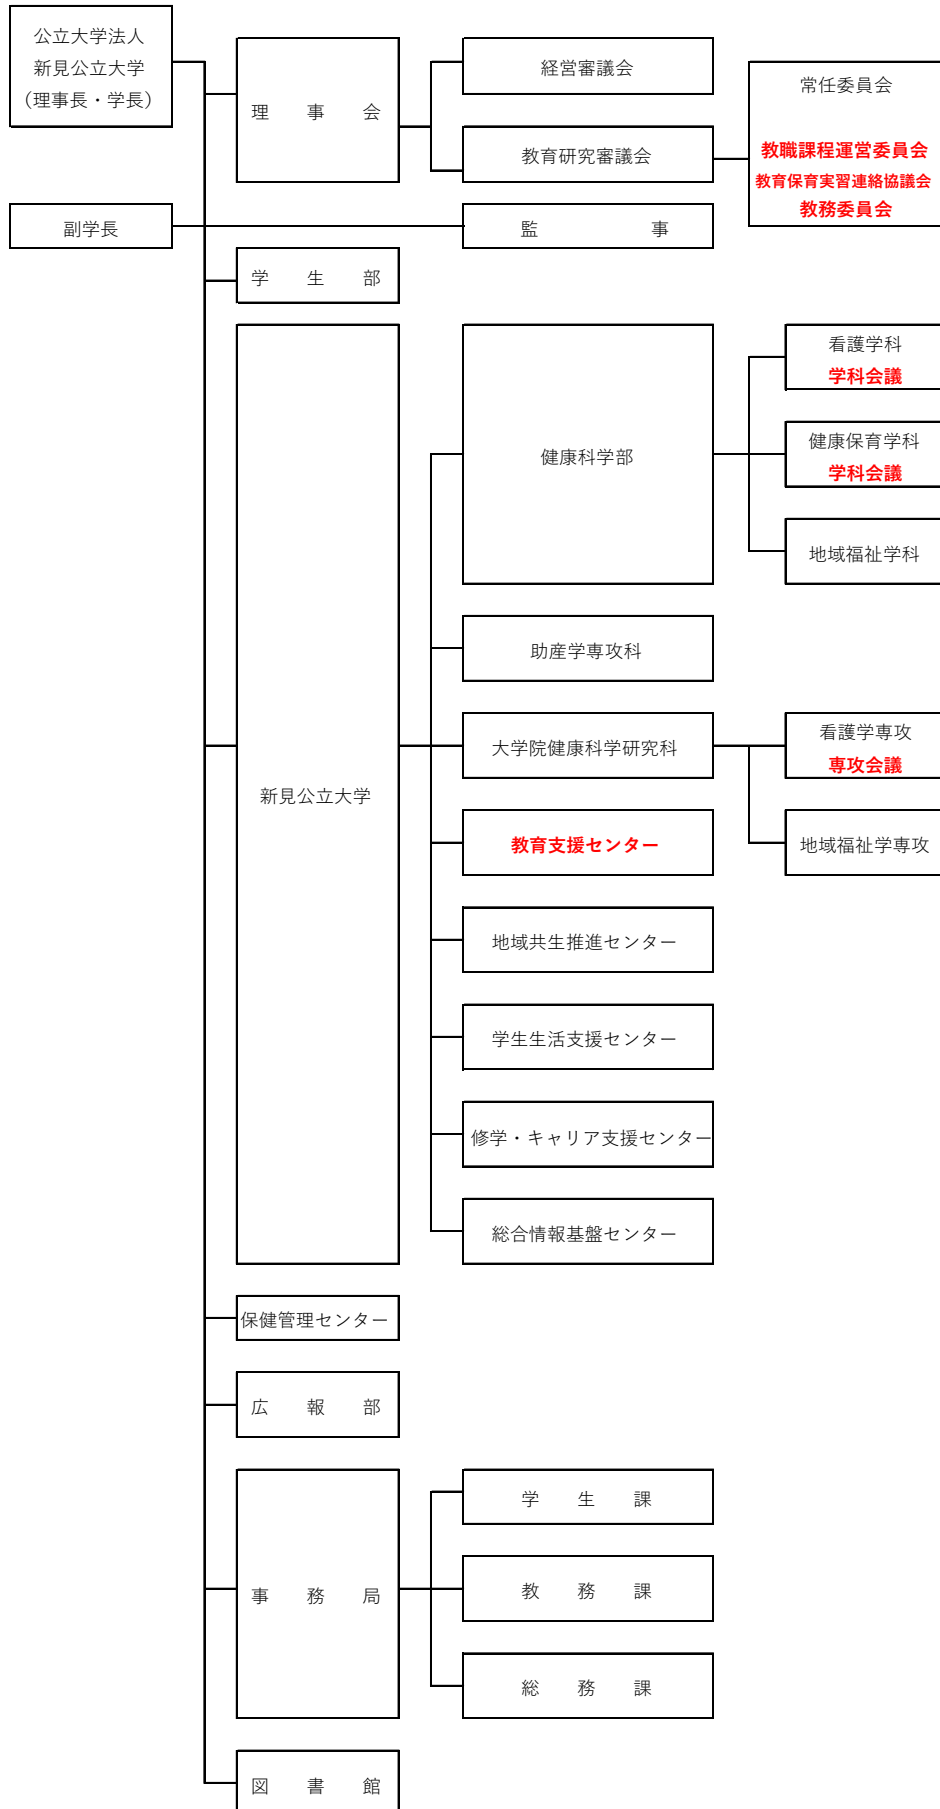 公立大学法人
新見公立大学
（理事長・学長）
理　事　会
経営審議会
教育研究審議会
常任委員会
教職課程運営委員会
教育保育実習連絡協議会
教務委員会
副学長
監　事
学　生　部
新見公立大学
健康科学部
看護学科
学科会議
健康保育学科
学科会議
地域福祉学科
助産学専攻科
大学院健康科学研究科
看護学専攻
専攻会議
地域福祉学専攻
教育支援センター
地域共生推進センター
学生生活支援センター
修学・キャリア支援センター
総合情報基盤センター
保健管理センター
広　報　部
事　務　局
学　生　課
教　務　課
総　務　課
図　書　館